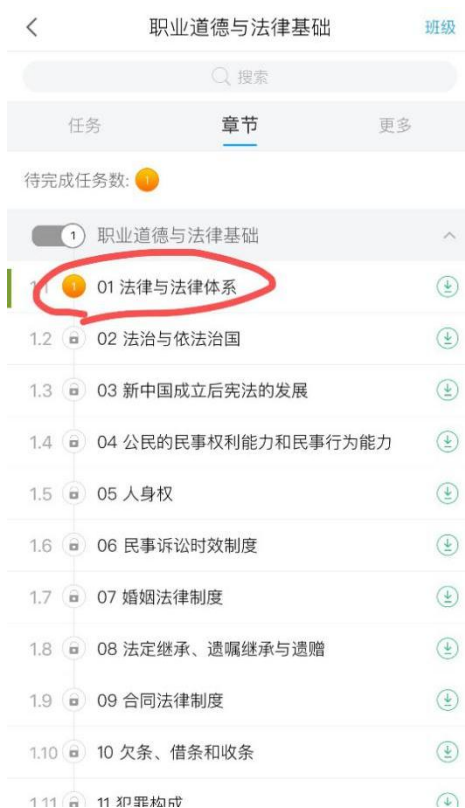 职业道德与法律基础 班级
搜索
任务 章节 更多
待完成任务数: 1
1 职业道德与法律基础
1 01 法律与法律体系
1.2 02 法治与依法治国
1.3 03 新中国成立后宪法的发展
1.4 04 公民的民事权利能力和民事行为能力
1.5 05 人身权
1.6 06 民事诉讼时效制度
1.7 07 婚姻法律制度
1.8 08 法定继承、遗嘱继承与遗赠
1.9 09 合同法律制度
1.10 10 欠条、借条和收条
1.11 11 犯罪构成